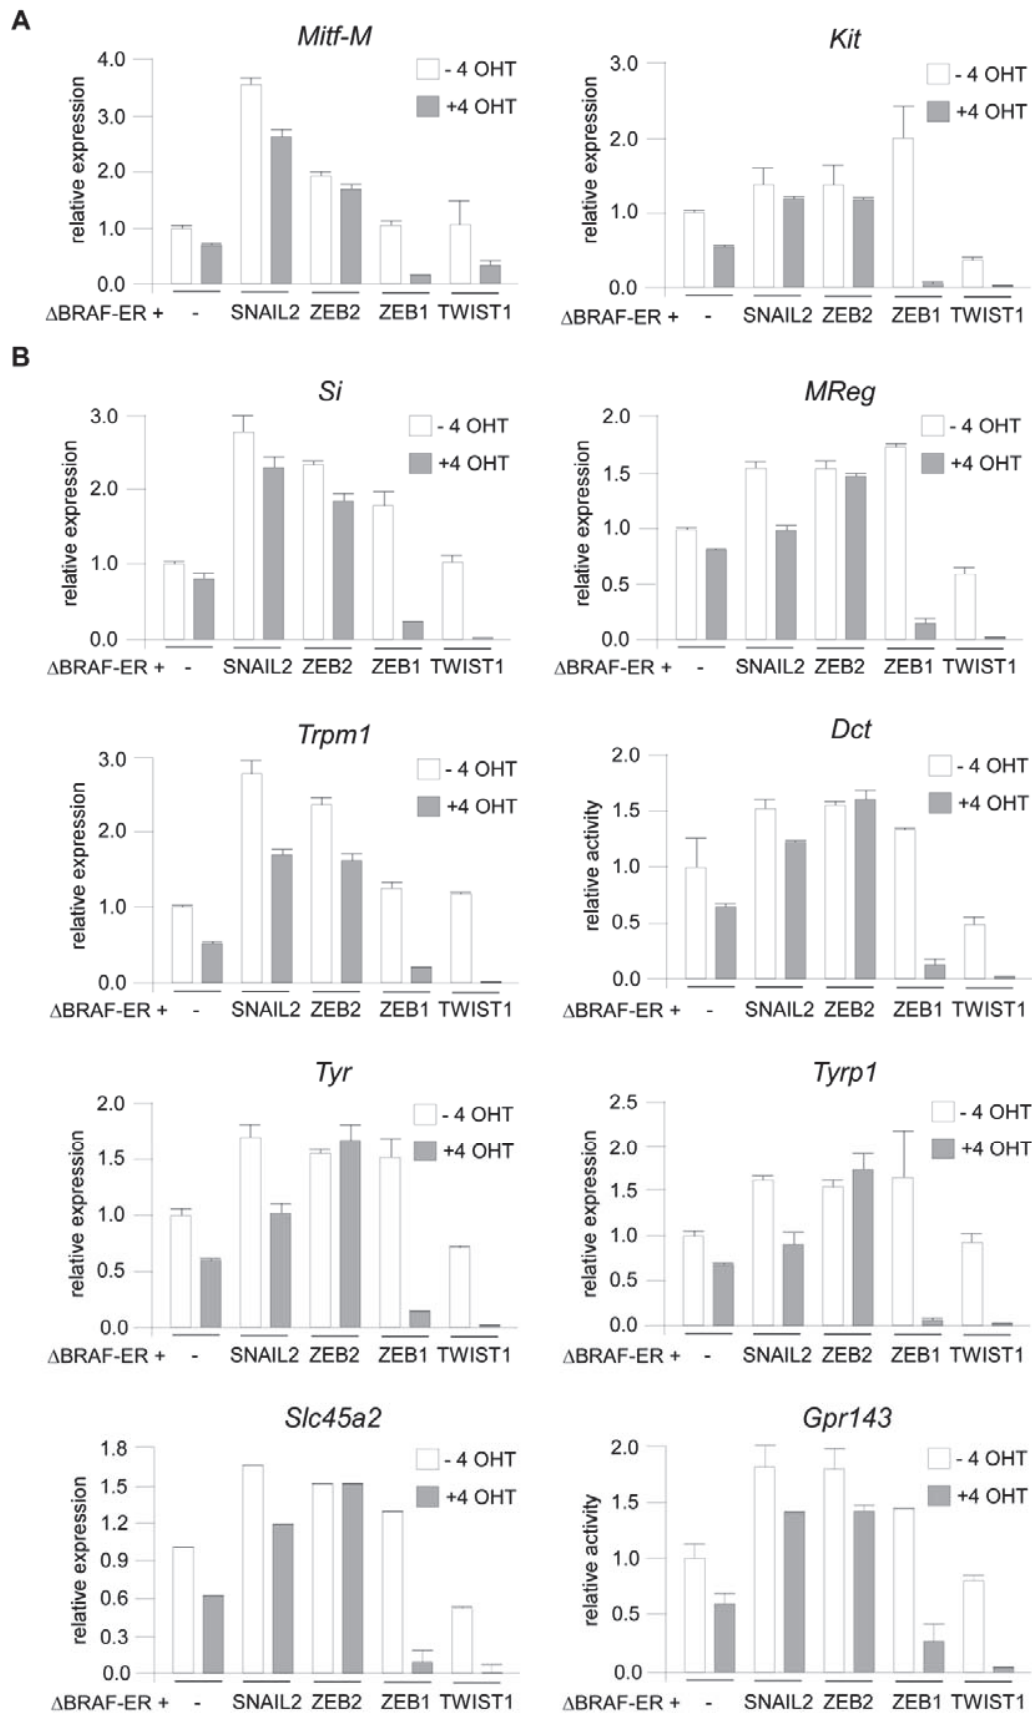 A
Mitf-M
relative expression
4.0
3.0
2.0
1.0
0.0
- 4 OHT
+4 OHT
ΔBRAF-ER + - SNAIL2 ZEB2 ZEB1 TWIST1
Kit
relative expression
3.0
2.0
1.0
0.0
- 4 OHT
+4 OHT
ΔBRAF-ER + - SNAIL2 ZEB2 ZEB1 TWIST1
B
Si
relative expression
3.0
2.0
1.0
0.0
- 4 OHT
+4 OHT
ΔBRAF-ER + - SNAIL2 ZEB2 ZEB1 TWIST1
MReg
relative expression
2.0
1.5
1.0
0.5
0.0
- 4 OHT
+4 OHT
ΔBRAF-ER + - SNAIL2 ZEB2 ZEB1 TWIST1
Trpm1
relative expression
3.0
2.0
1.0
0.0
- 4 OHT
+4 OHT
ΔBRAF-ER + - SNAIL2 ZEB2 ZEB1 TWIST1
Dct
relative activity
2.0
1.5
1.0
0.5
0.0
- 4 OHT
+4 OHT
ΔBRAF-ER + - SNAIL2 ZEB2 ZEB1 TWIST1
Tyr
relative expression
2.0
1.5
1.0
0.5
0.0
- 4 OHT
+4 OHT
ΔBRAF-ER + - SNAIL2 ZEB2 ZEB1 TWIST1
Tyrp1
relative expression
2.5
2.0
1.5
1.0
0.5
0.0
- 4 OHT
+4 OHT
ΔBRAF-ER + - SNAIL2 ZEB2 ZEB1 TWIST1
Slc45a2
relative expression
1.8
1.5
1.2
0.9
0.6
0.3
0.0
- 4 OHT
+4 OHT
ΔBRAF-ER + - SNAIL2 ZEB2 ZEB1 TWIST1
Gpr143
relative activity
2.0
1.5
1.0
0.5
0.0
- 4 OHT
+4 OHT
ΔBRAF-ER + - SNAIL2 ZEB2 ZEB1 TWIST1